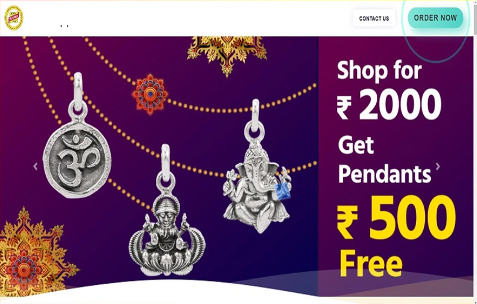 CONTACT US
ORDER NOW
Shop for
₹ 2000
Get
Pendants
₹ 500
Free